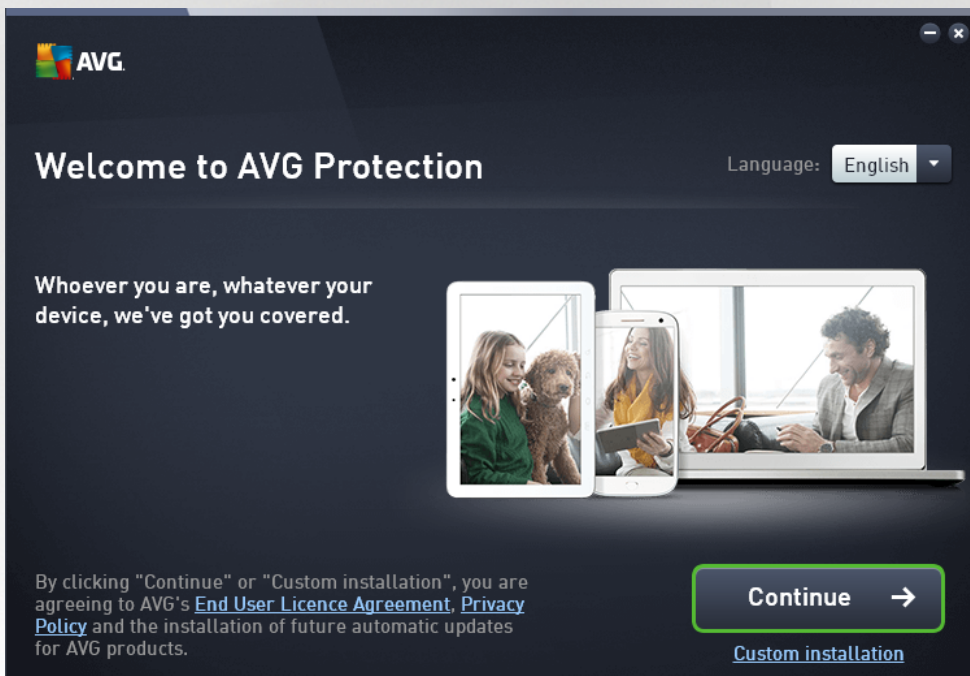 AVG.
Welcome to AVG Protection
Language: English
Whoever you are, whatever your
device, we've got you covered.
By clicking "Continue" or "Custom installation", you are
agreeing to AVG's End User Licence Agreement, Privacy
Policy and the installation of future automatic updates
for AVG products.
Continue
Custom installation